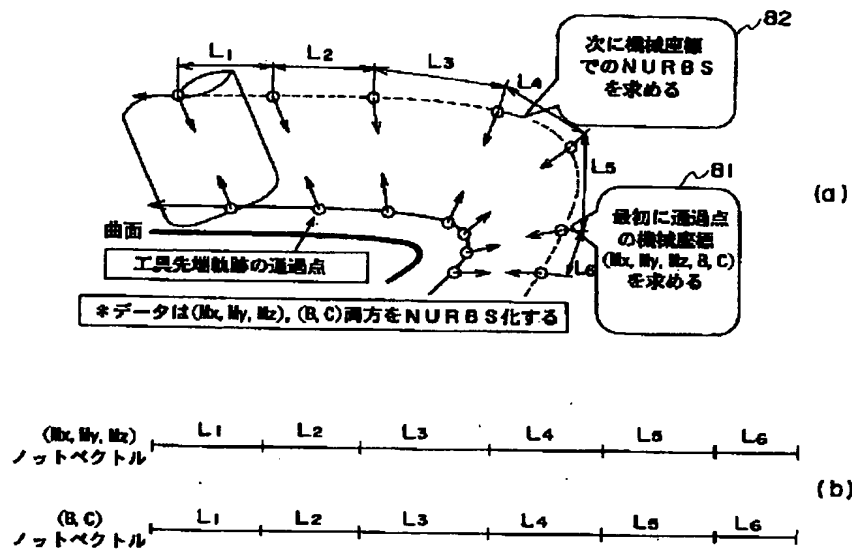 82
L1
L2
L3
L4
次に機械座標
でのNURBS
を求める
L5
81
(a)
最初に通過点
の機械座標
(Mx, My, Mz, B, C)
を求める
L6
曲面
工具先端軌跡の通過点
*データは(Mx, My, Mz), (B, C)両方をNURBS化する
(Mx, My, Mz)
ノットベクトル
L1 L2 L3 L4 L5 L6
(b)
(B, C)
ノットベクトル
L1 L2 L3 L4 L5 L6